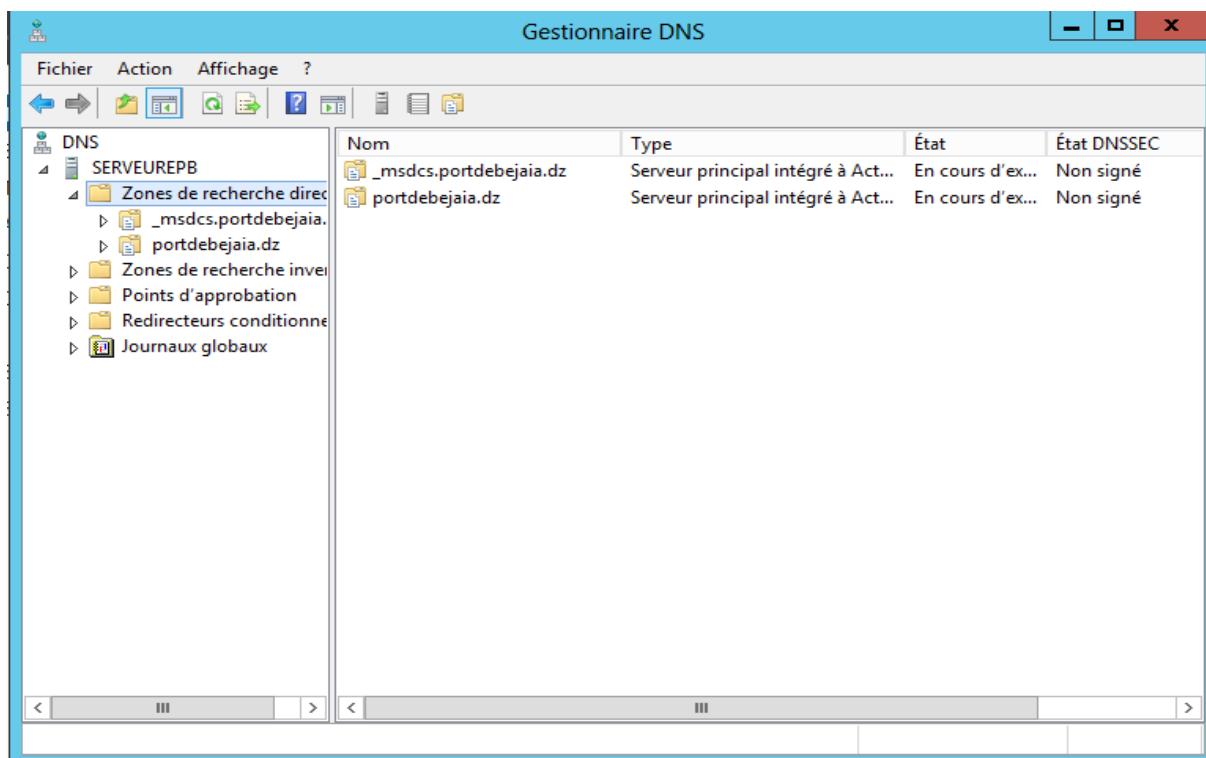 Gestionnaire DNS
Fichier Action Affichage ?
DNS
SERVEUREPB
Zones de recherche direc
_msdcs.portdebejaia.
portdebejaia.dz
Zones de recherche inver
Points d'approbation
Redirecteurs conditionne
Journaux globaux
Nom Type État État DNSSEC
_msdcs.portdebejaia.dz Serveur principal intégré à Act... En cours d'ex... Non signé
portdebejaia.dz Serveur principal intégré à Act... En cours d'ex... Non signé